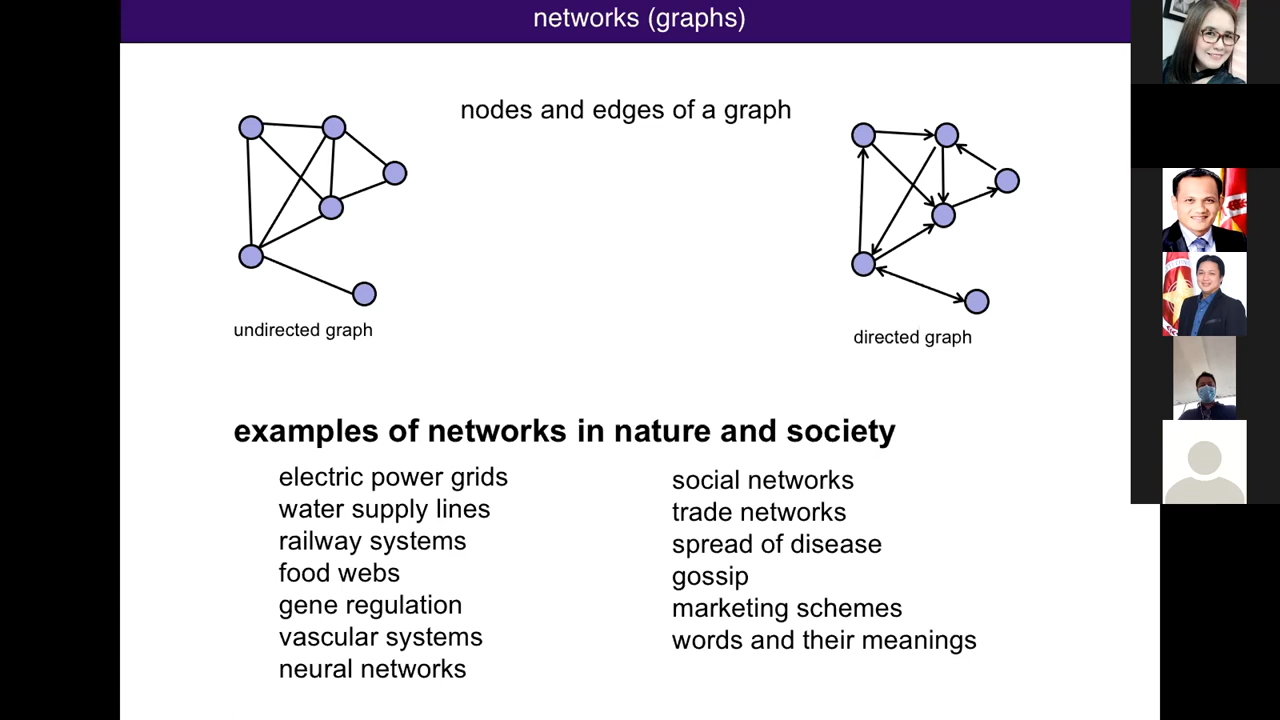 networks (graphs)
nodes and edges of a graph
undirected graph
directed graph
examples of networks in nature and society
electric power grids
water supply lines
railway systems
food webs
gene regulation
vascular systems
neural networks
social networks
trade networks
spread of disease
gossip
marketing schemes
words and their meanings